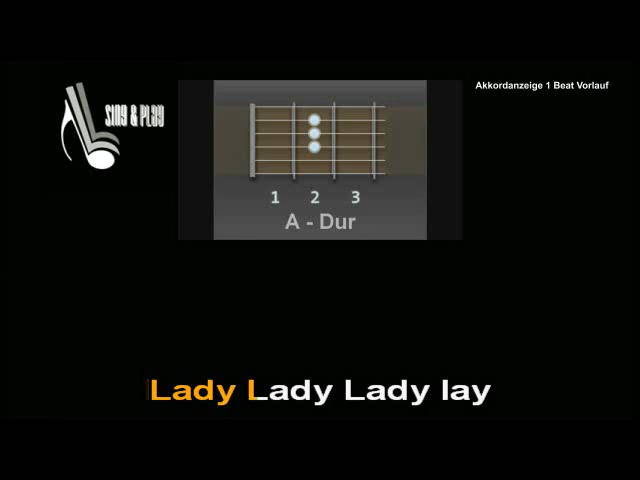 Akkordanzeige 1 Beat Vorlauf
SING & PLAY
1 2 3
A - Dur
Lady Lady Lady lay